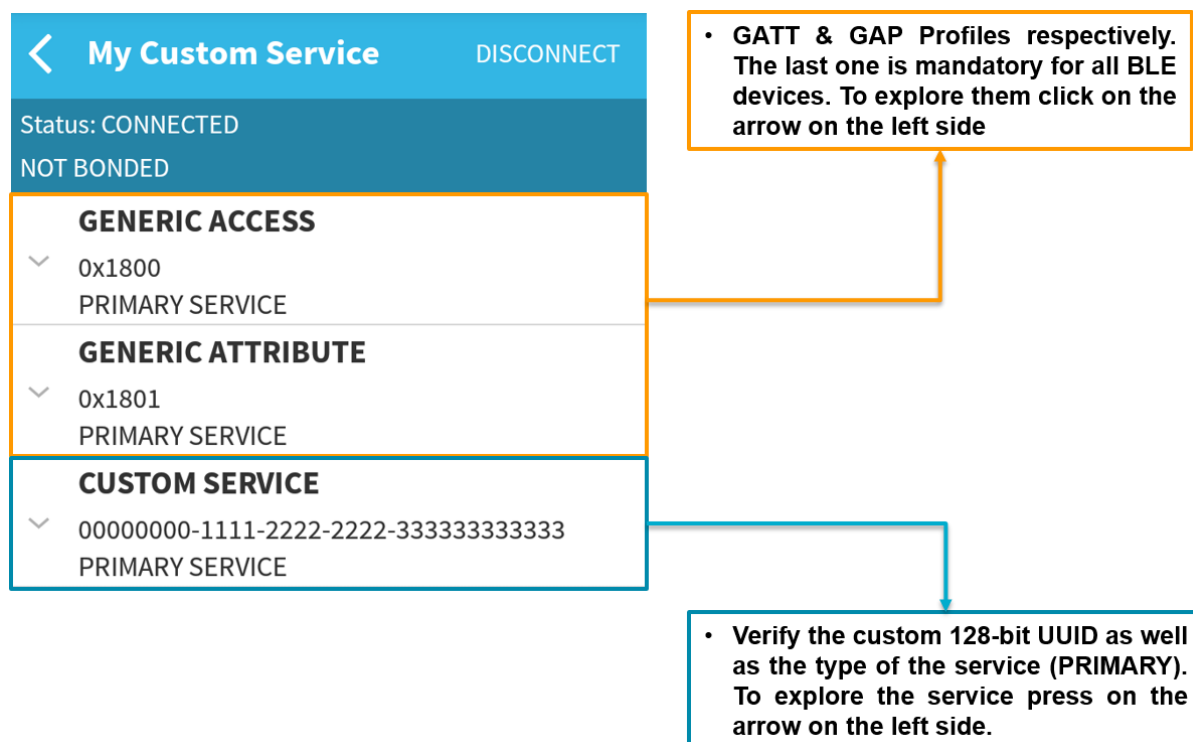 My Custom Service DISCONNECT
Status: CONNECTED
NOT BONDED
GENERIC ACCESS
0x1800
PRIMARY SERVICE
GENERIC ATTRIBUTE
0x1801
PRIMARY SERVICE
CUSTOM SERVICE
00000000-1111-2222-2222-333333333333
PRIMARY SERVICE
• GATT & GAP Profiles respectively.
The last one is mandatory for all BLE
devices. To explore them click on the
arrow on the left side
• Verify the custom 128-bit UUID as well
as the type of the service (PRIMARY).
To explore the service press on the
arrow on the left side.